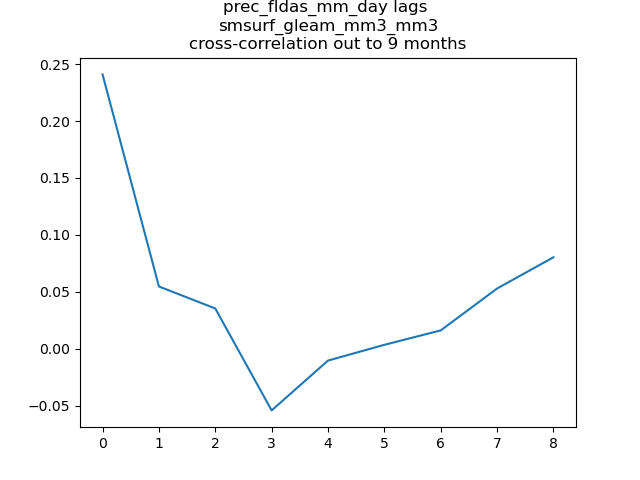 prec_fldas_mm_day lags
smsurf_gleam_mm3_mm3
cross-correlation out to 9 months
0.25
0.20
0.15
0.10
0.05
0.00
−0.05
0 1 2 3 4 5 6 7 8